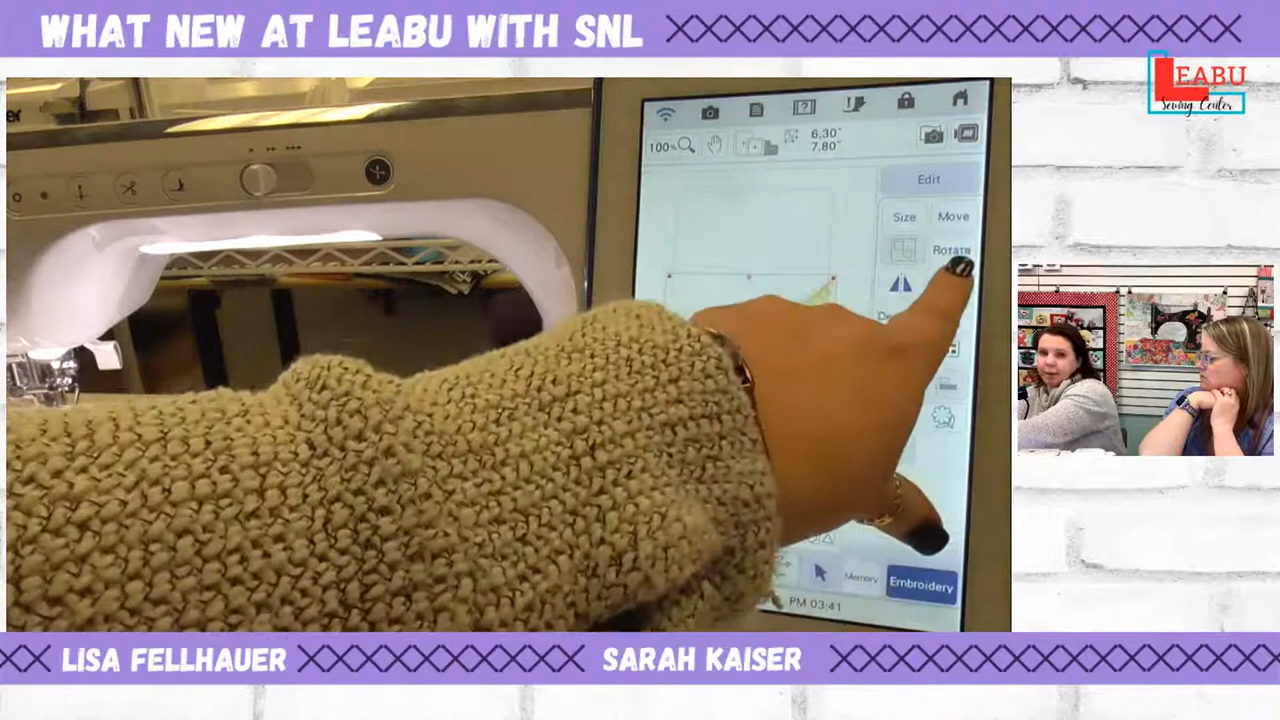 WHAT NEW AT LEABU WITH SNL
LEABU
Sewing Center
100%
6.30"
7.80"
Edit
Size Move
Rotate
Memory
Embroidery
PM 03:41
LISA FELLHAUER
SARAH KAISER